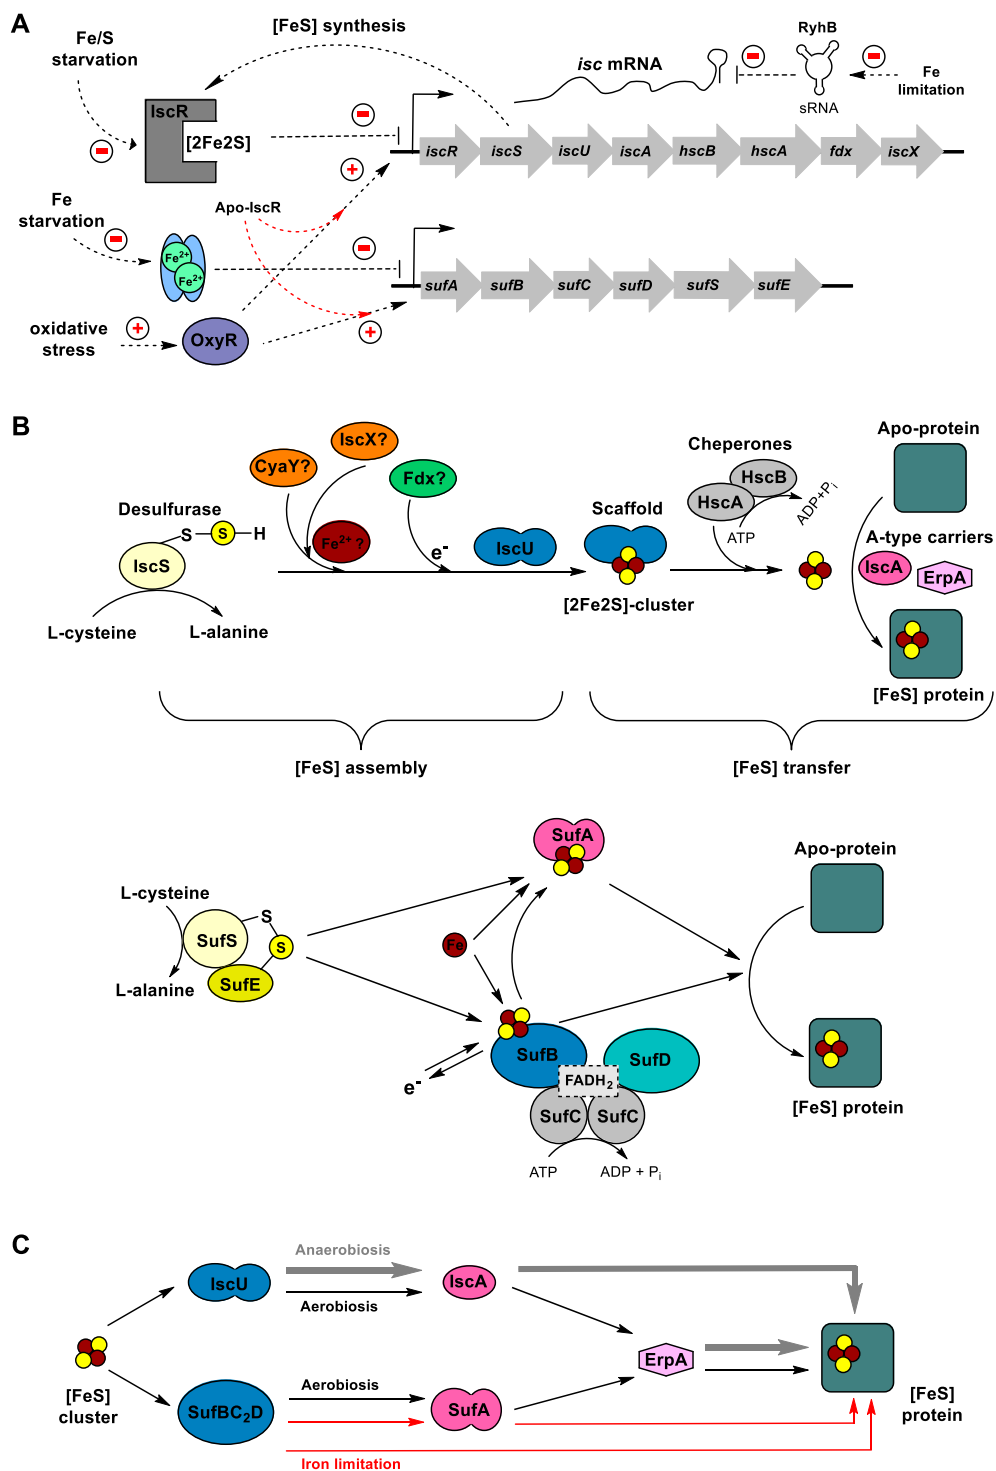 A
Fe/S
starvation
[FeS] synthesis
isc mRNA
RyhB
sRNA
Fe
limitation
IscR
[2Fe2S]
iscR
iscS
iscU
iscA
hscB
hscA
fdx
iscX
Fe
starvation
Apo-IscR
Fe2+
Fe2+
sufA
sufB
sufC
sufD
sufS
sufE
oxidative
stress
OxyR
B
Desulfurase
S
S
H
IscS
L-cysteine
L-alanine
CyaY?
IscX?
Fdx?
Fe2+ ?
e-
IscU
Scaffold
[2Fe2S]-cluster
Cheperones
HscB
HscA
ATP
ADP+Pi
Apo-protein
A-type carriers
IscA
ErpA
[FeS] protein
[FeS] assembly
[FeS] transfer
L-cysteine
SufS
S
S
SufE
L-alanine
SufA
Fe
SufB
SufD
FADH2
SufC
SufC
e-
ATP
ADP + Pi
Apo-protein
[FeS] protein
C
[FeS]
cluster
IscU
Anaerobiosis
Aerobiosis
IscA
ErpA
SufBC2D
Aerobiosis
SufA
Iron limitation
[FeS]
protein